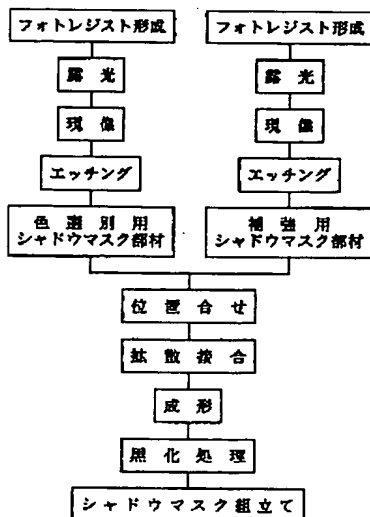 フォトレジスト形成
露光
現像
エッチング
色選別用
シャドウマスク部材
フォトレジスト形成
露光
現像
エッチング
補強用
シャドウマスク部材
位置合せ
拡散接合
成形
黒化処理
シャドウマスク組立て